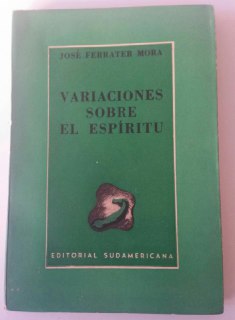 JOSÉ FERRATER MORA
VARIACIONES
SOBRE
EL ESPÍRITU
EDITORIAL SUDAMERICANA